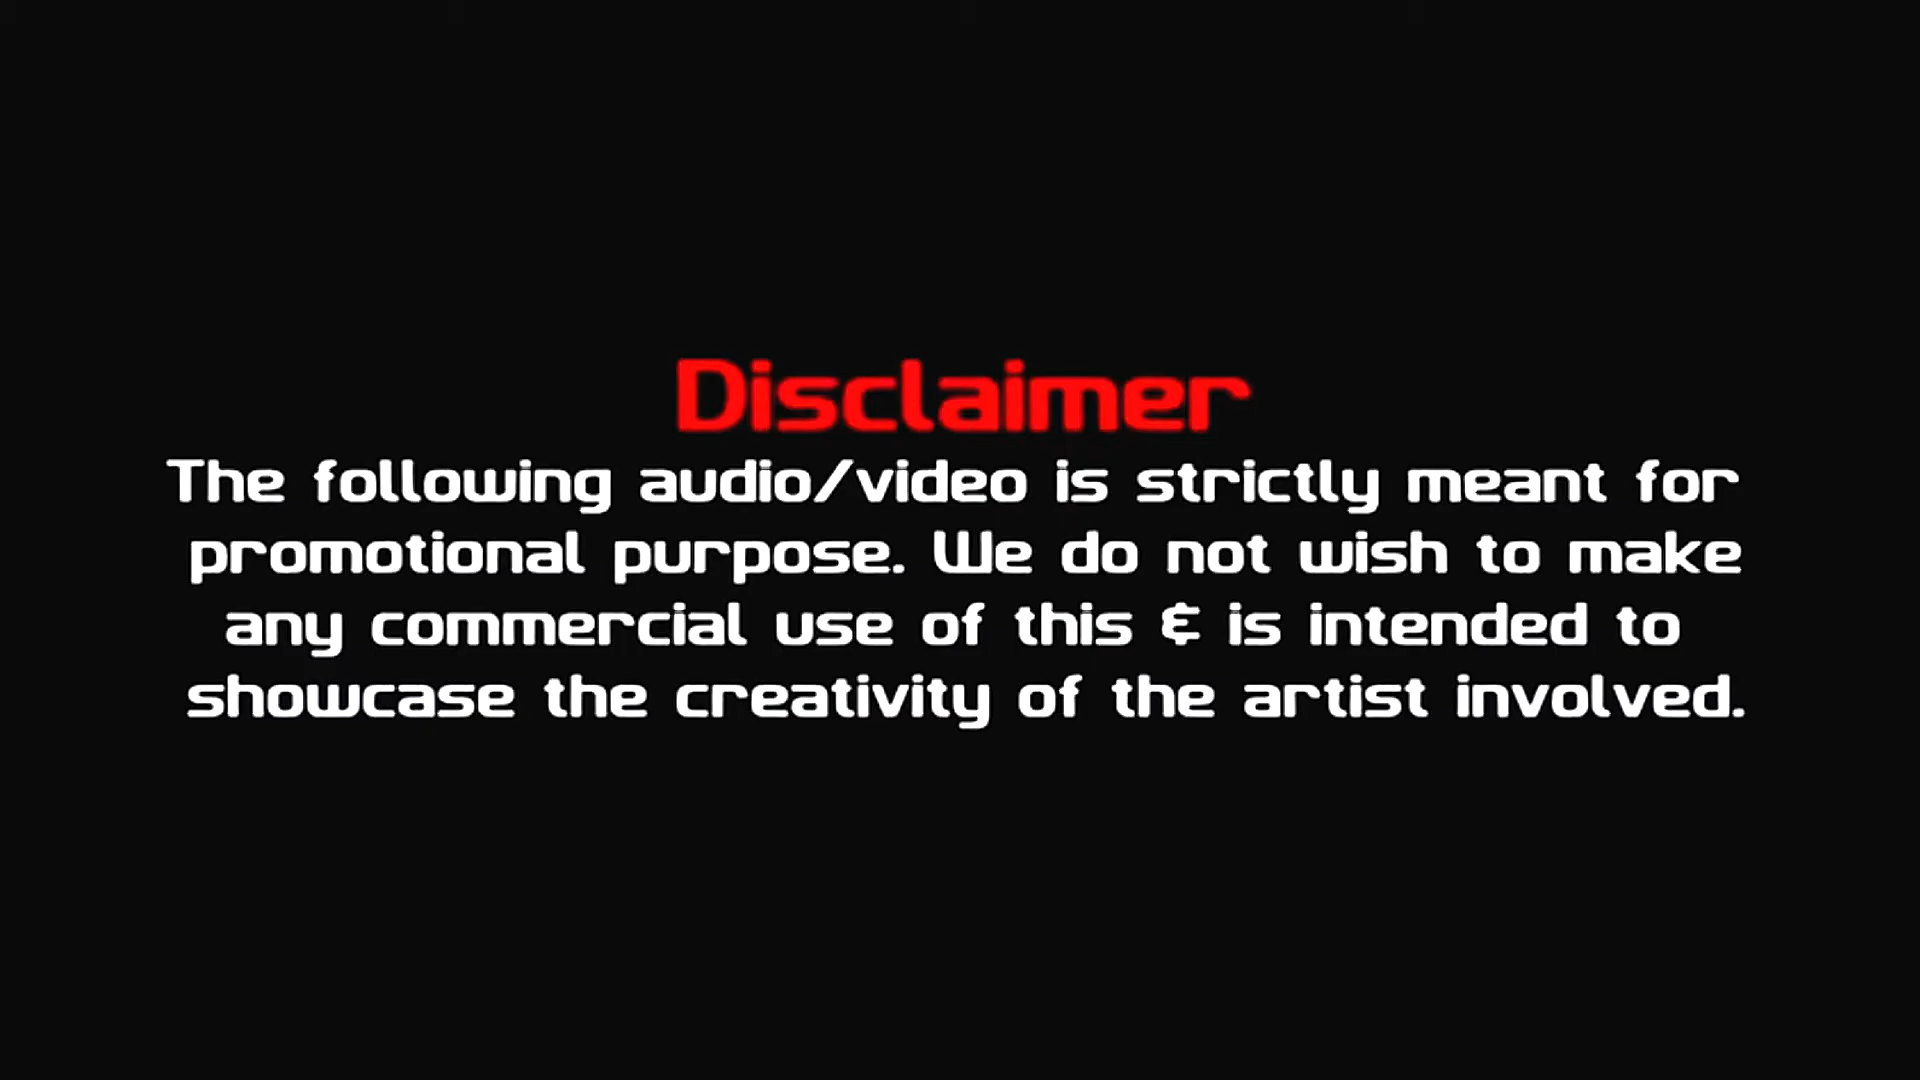 Disclaimer
The following audio/video is strictly meant for
promotional purpose. We do not wish to make
any commercial use of this & is intended to
showcase the creativity of the artist involved.